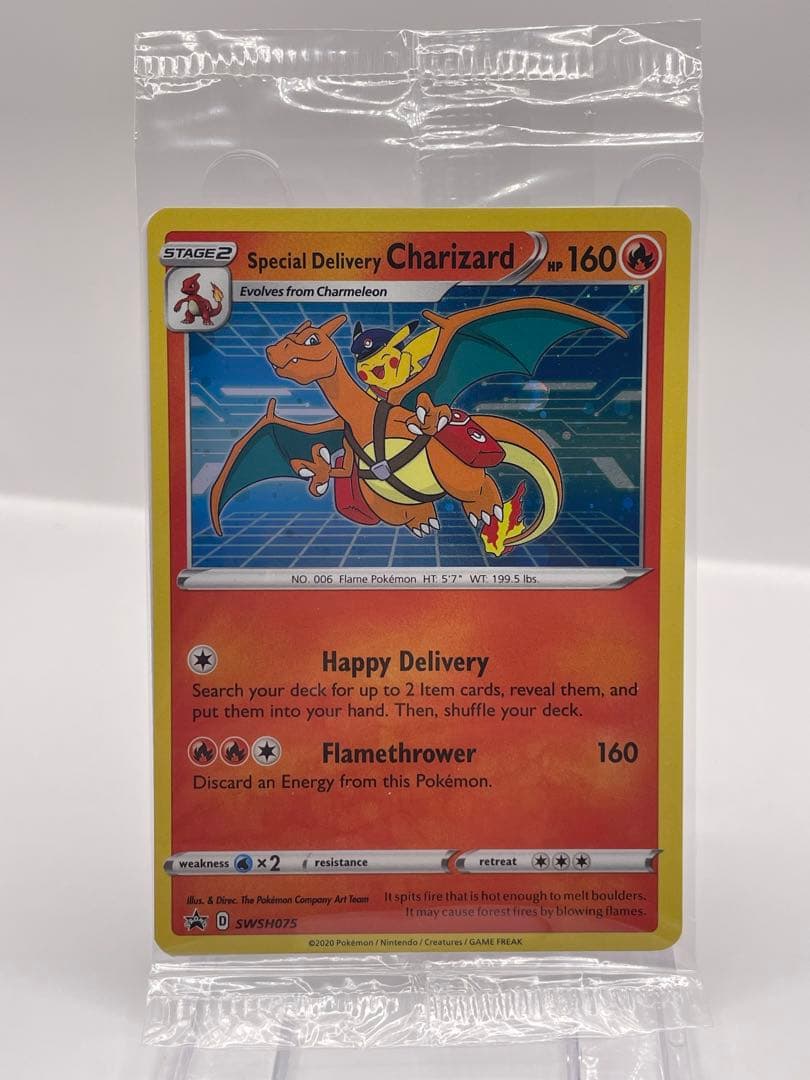 STAGE2
Special Delivery Charizard HP 160
Evolves from Charmeleon
NO. 006 Flame Pokémon HT: 5'7" WT: 199.5 lbs.
Happy Delivery
Search your deck for up to 2 Item cards, reveal them, and
put them into your hand. Then, shuffle your deck.
Flamethrower 160
Discard an Energy from this Pokémon.
weakness ×2 resistance retreat
Illus. & Direc. The Pokémon Company Art Team
It spits fire that is hot enough to melt boulders.
It may cause forest fires by blowing flames.
D SWSH075
©2020 Pokémon / Nintendo / Creatures / GAME FREAK